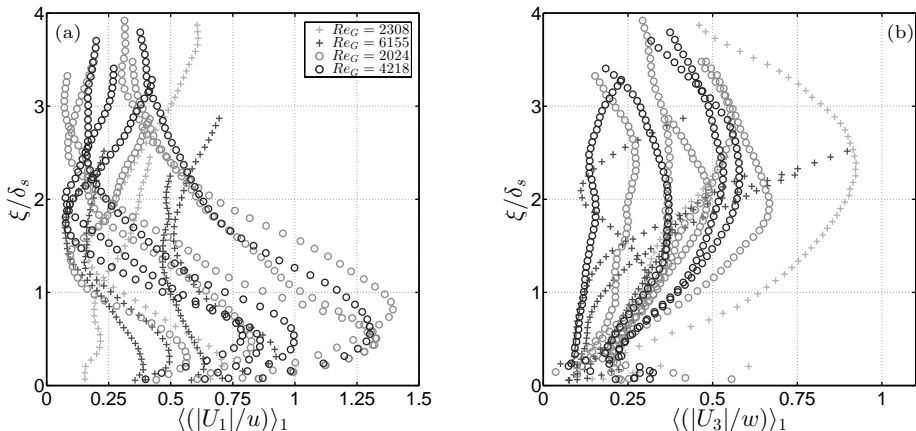 (a)
Re_G = 2308
Re_G = 6155
Re_G = 2024
Re_G = 4218
ξ/δ_s
4
3
2
1
0
0 0.25 0.5 0.75 1 1.25 1.5
⟨(|U_1|/u)⟩_1
(b)
ξ/δ_s
4
3
2
1
0
0 0.25 0.5 0.75 1
⟨(|U_3|/w)⟩_1